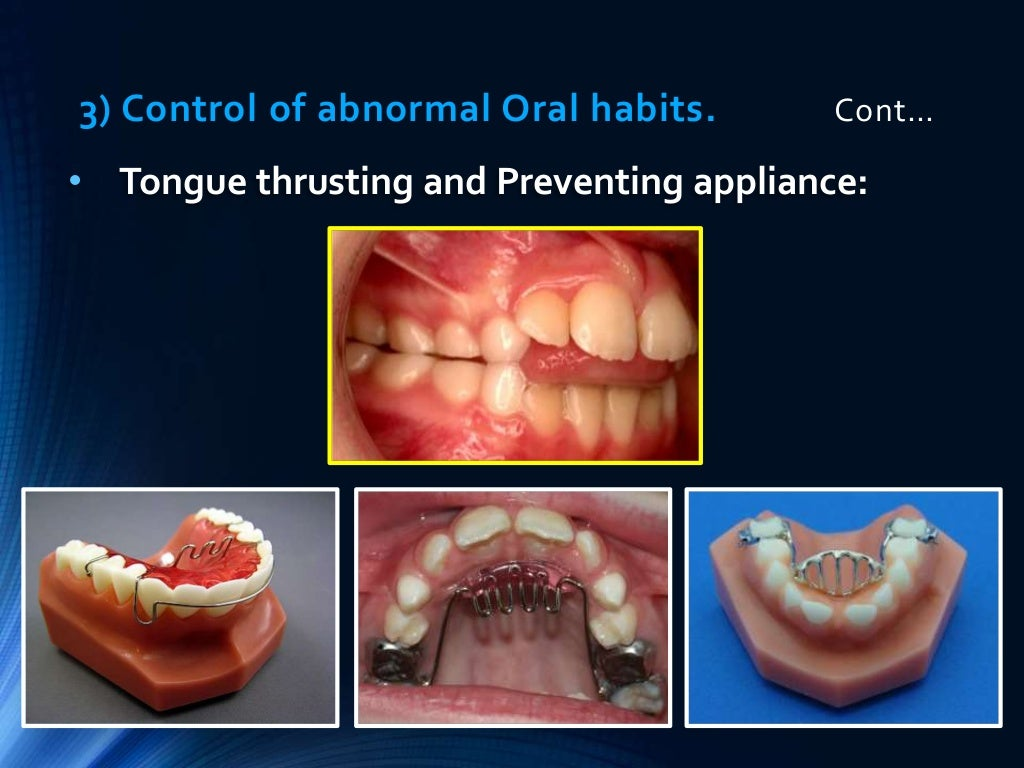 3) Control of abnormal Oral habits. Cont...
• Tongue thrusting and Preventing appliance: